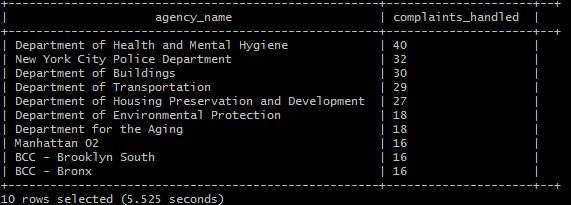 agency_name | complaints_handled |
| Department of Health and Mental Hygiene | 40 |
| New York City Police Department | 32 |
| Department of Buildings | 30 |
| Department of Transportation | 29 |
| Department of Housing Preservation and Development | 27 |
| Department of Environmental Protection | 18 |
| Department for the Aging | 18 |
| Manhattan 02 | 16 |
| BCC - Brooklyn South | 16 |
| BCC - Bronx | 16 |
10 rows selected (5.525 seconds)